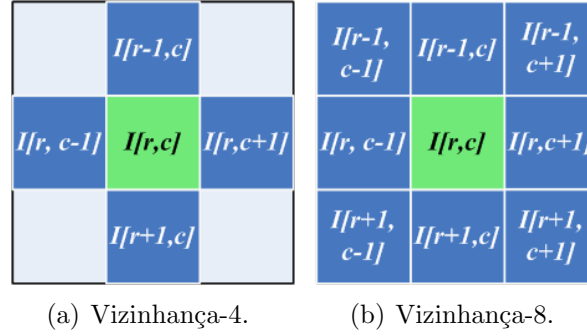 I[r-1,c]
I[r, c-1] I[r,c] I[r,c+1]
I[r+1,c]
(a) Vizinhança-4.
I[r-1,
c-1]
I[r-1,c]
I[r-1,
c+1]
I[r, c-1] I[r,c] I[r,c+1]
I[r+1,
c-1]
I[r+1,c]
I[r+1,
c+1]
(b) Vizinhança-8.